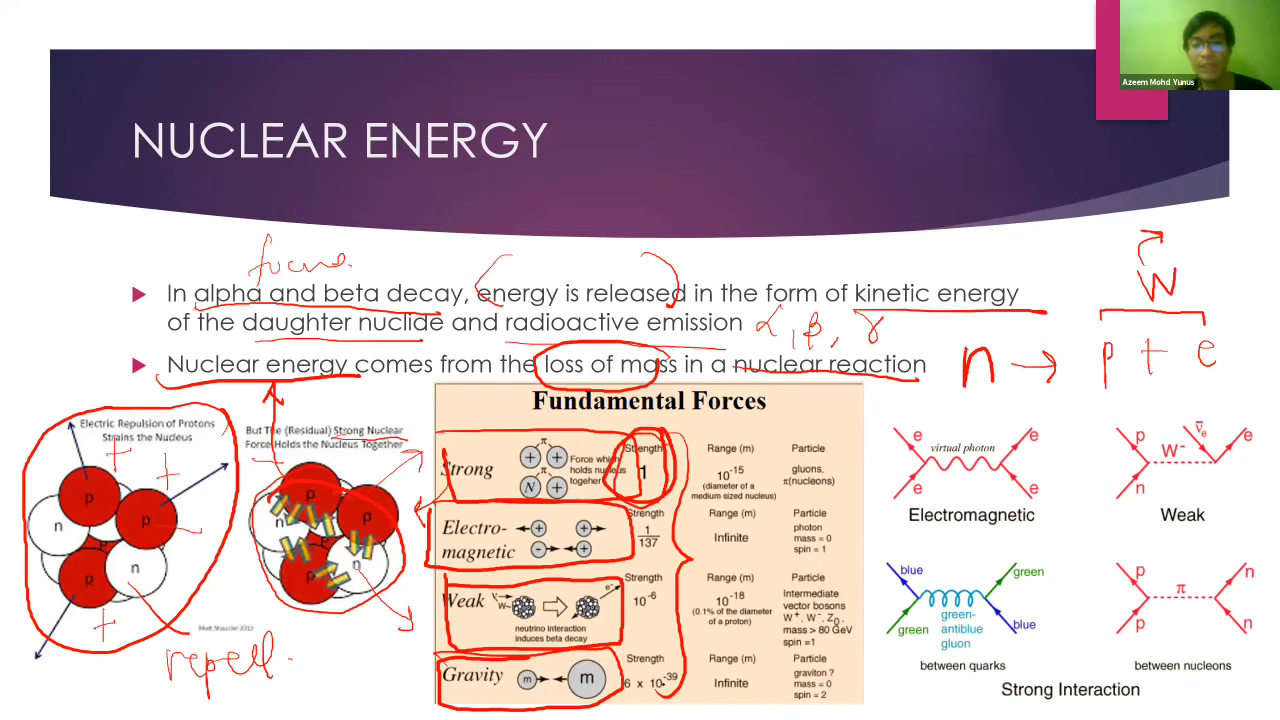 Azeem Mohd Yunus
NUCLEAR ENERGY
focus
W
In alpha and beta decay, energy is released in the form of kinetic energy
of the daughter nuclide and radioactive emission
α, β, γ
Nuclear energy comes from the loss of mass in a nuclear reaction
n → p + e
Electric Repulsion of Protons
Strains the Nucleus
+
+
p
n
p
p
p
n
+
Matt Strassler 2013
repell.
But The (Residual) Strong Nuclear
Force Holds the Nucleus Together
p
n
p
p
n
Fundamental Forces
Strong
+ π +
N π +
Force which
holds nucleus
together
Strength
1
Range (m)
10-15
(diameter of a
medium sized nucleus)
Particle
gluons,
π(nucleons)
Electro-
magnetic
+ +
- +
Strength
1
137
Range (m)
Infinite
Particle
photon
mass = 0
spin = 1
Weak
neutrino interaction
induces beta decay
e-
Strength
10-6
Range (m)
10-18
(0.1% of the diameter
of a proton)
Particle
Intermediate
vector bosons
W+, W-, Z0,
mass > 80 GeV
spin =1
Gravity
m m
Strength
6 x 10-39
Range (m)
Infinite
Particle
graviton ?
mass = 0
spin = 2
e e
virtual photon
e e
Electromagnetic
p ν̅e e
W-
n
Weak
blue green
green-
antiblue
gluon
green blue
between quarks
p n
π
p n
between nucleons
Strong Interaction